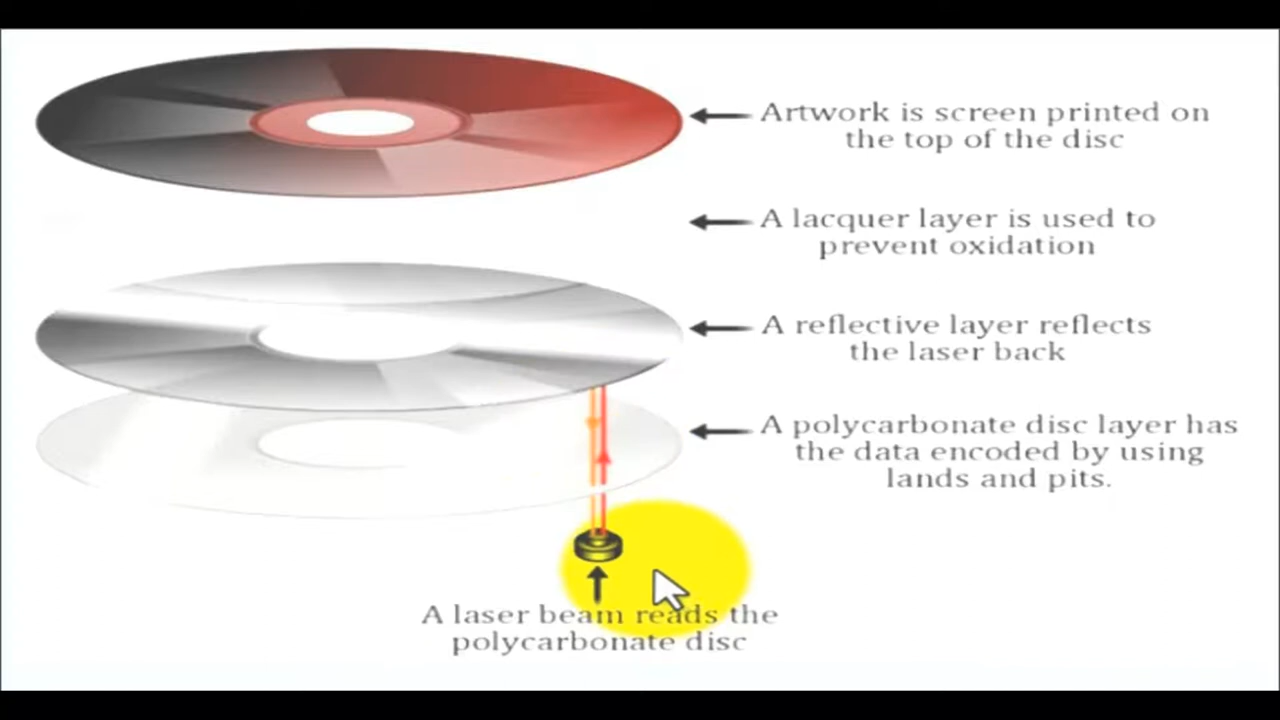 Artwork is screen printed on
the top of the disc
A lacquer layer is used to
prevent oxidation
A reflective layer reflects
the laser back
A polycarbonate disc layer has
the data encoded by using
lands and pits.
A laser beam reads the
polycarbonate disc